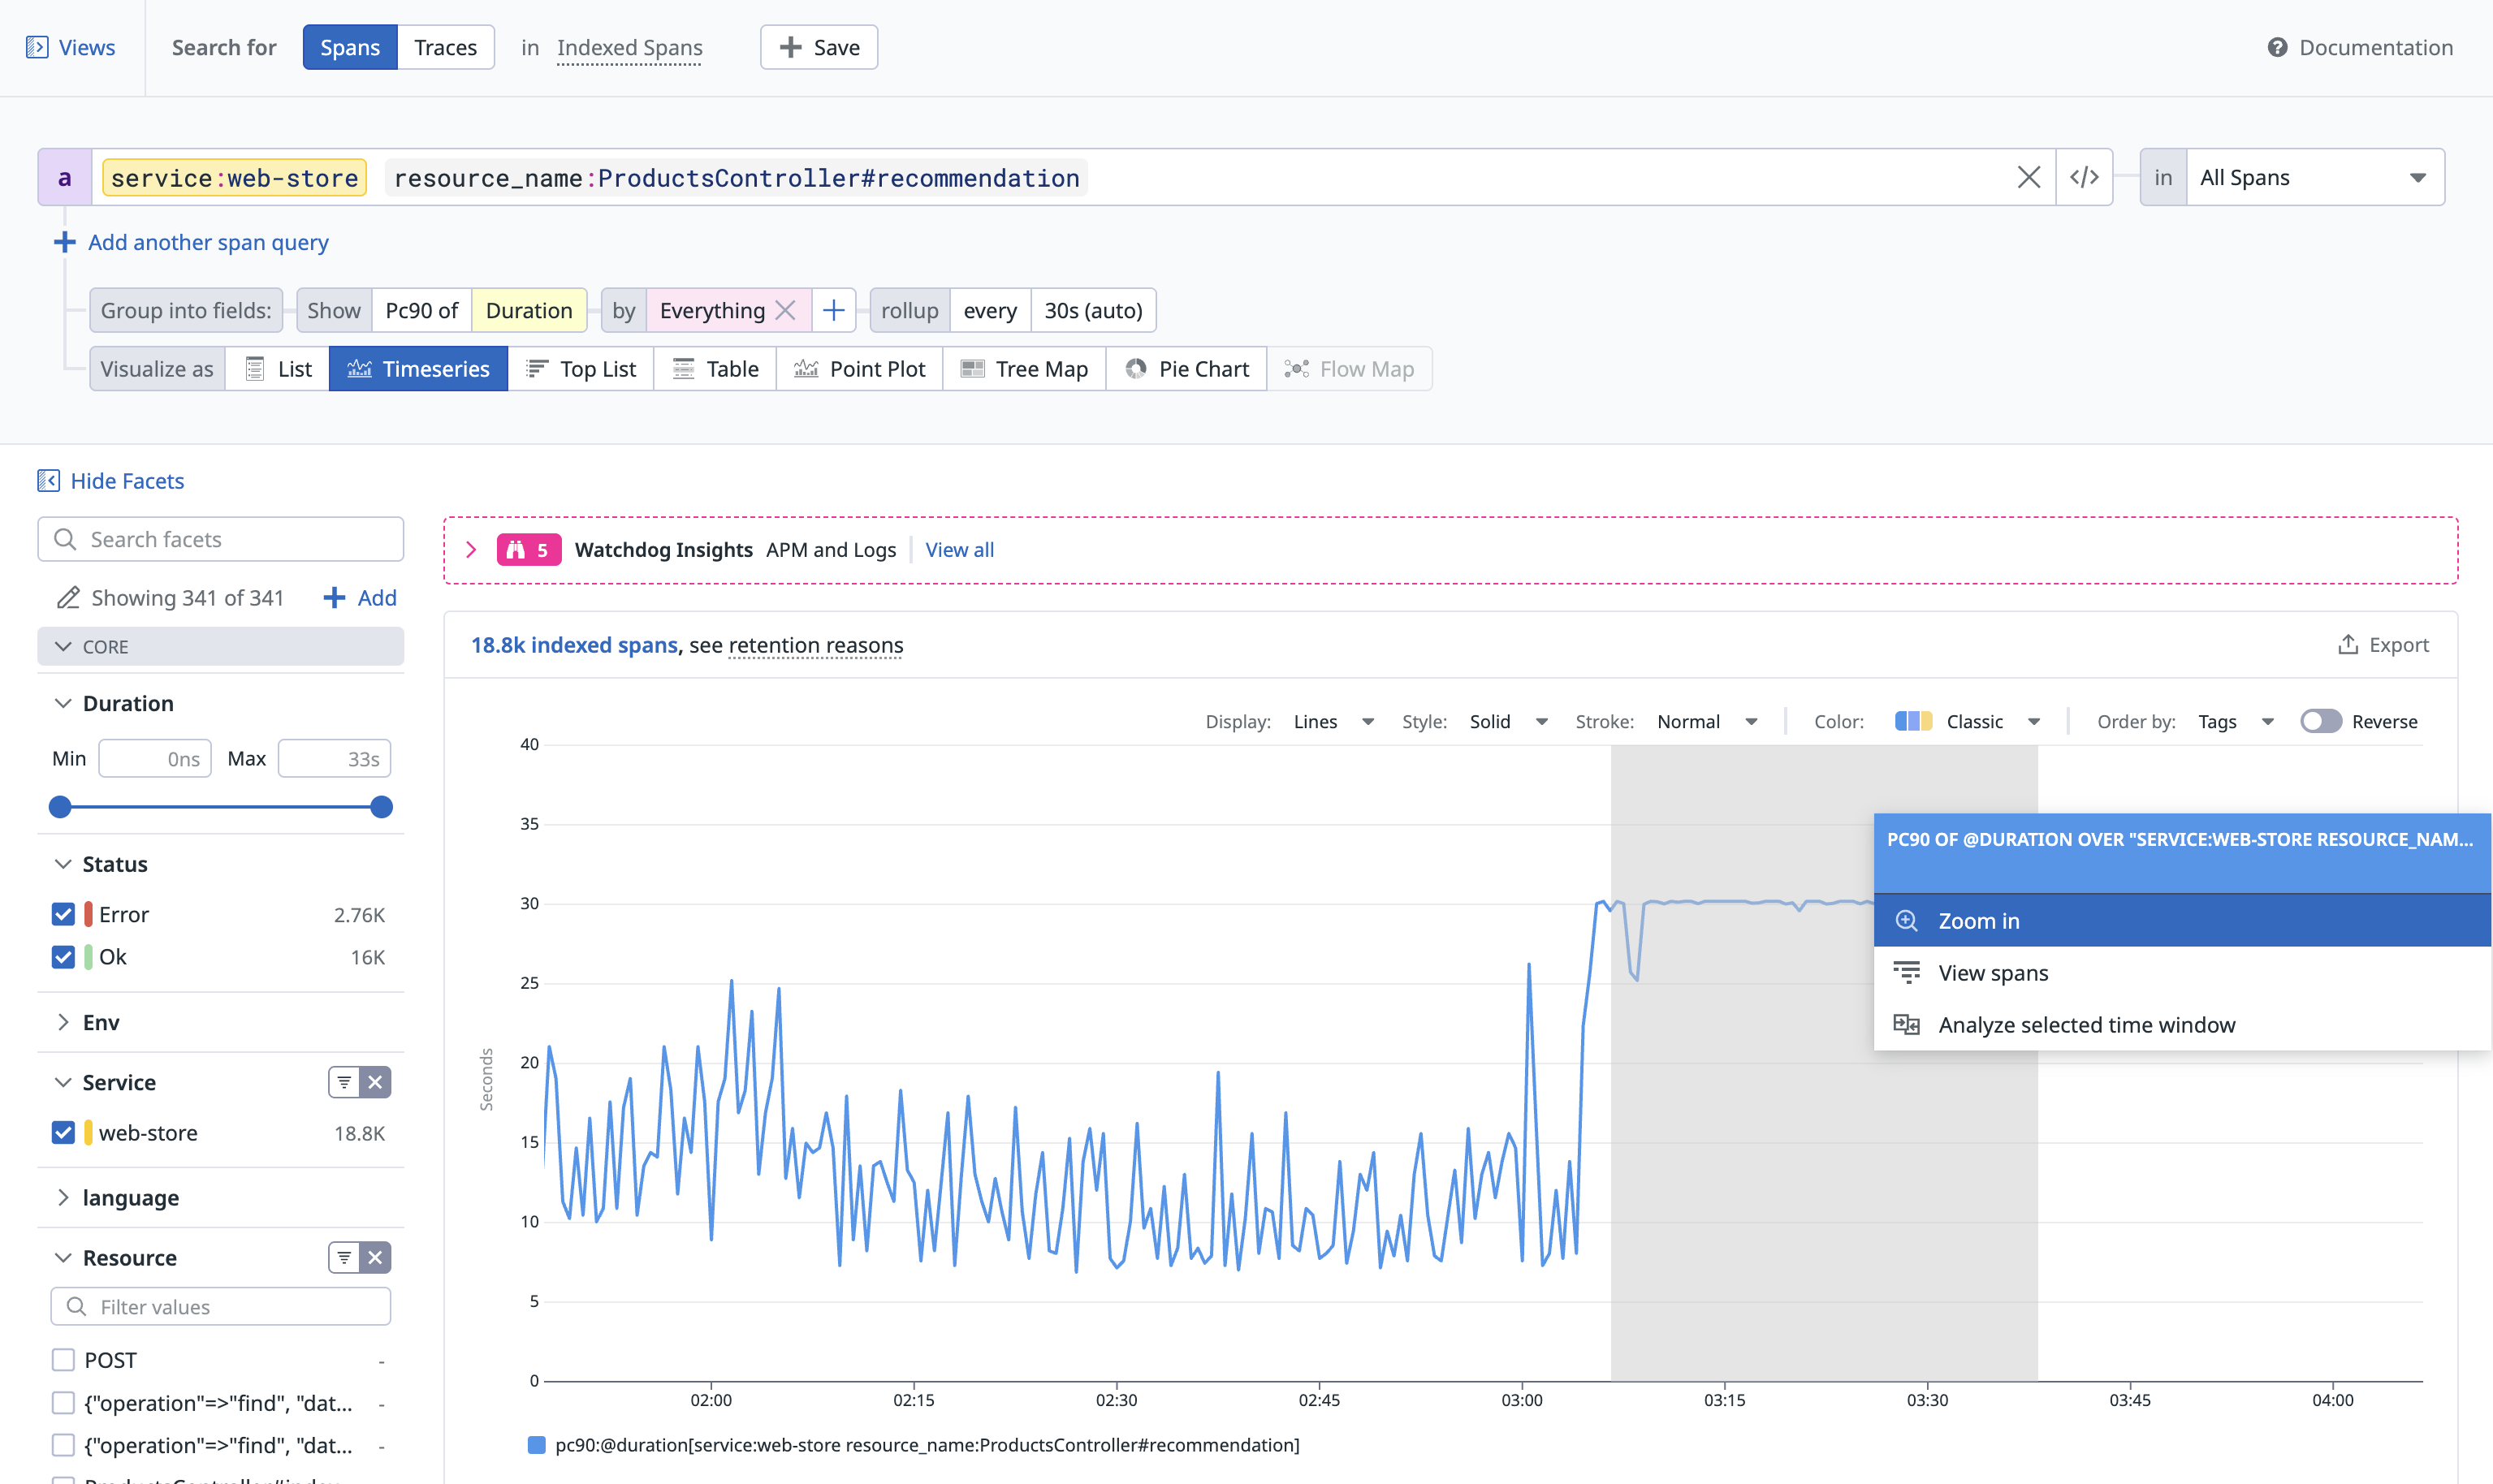 Views
Search for Spans Traces in Indexed Spans + Save
Documentation
a service:web-store resource_name:ProductsController#recommendation </> in All Spans
Add another span query
Group into fields: Show Pc90 of Duration by Everything rollup every 30s (auto)
Visualize as List Timeseries Top List Table Point Plot Tree Map Pie Chart Flow Map
Hide Facets
Search facets
Showing 341 of 341 + Add
CORE
Duration
Min 0ns Max 33s
Status
Error 2.76K
Ok 16K
Env
Service
web-store 18.8K
language
Resource
Filter values
POST -
{"operation"=>"find", "dat... -
{"operation"=>"find", "dat... -
5 Watchdog Insights APM and Logs View all
18.8k indexed spans, see retention reasons
Export
Display: Lines Style: Solid Stroke: Normal Color: Classic Order by: Tags Reverse
40
35
30
25
20
15
10
5
0
Seconds
PC90 OF @DURATION OVER "SERVICE:WEB-STORE RESOURCE_NAM...
Zoom in
View spans
Analyze selected time window
02:00 02:15 02:30 02:45 03:00 03:15 03:30 03:45 04:00
pc90:@duration[service:web-store resource_name:ProductsController#recommendation]